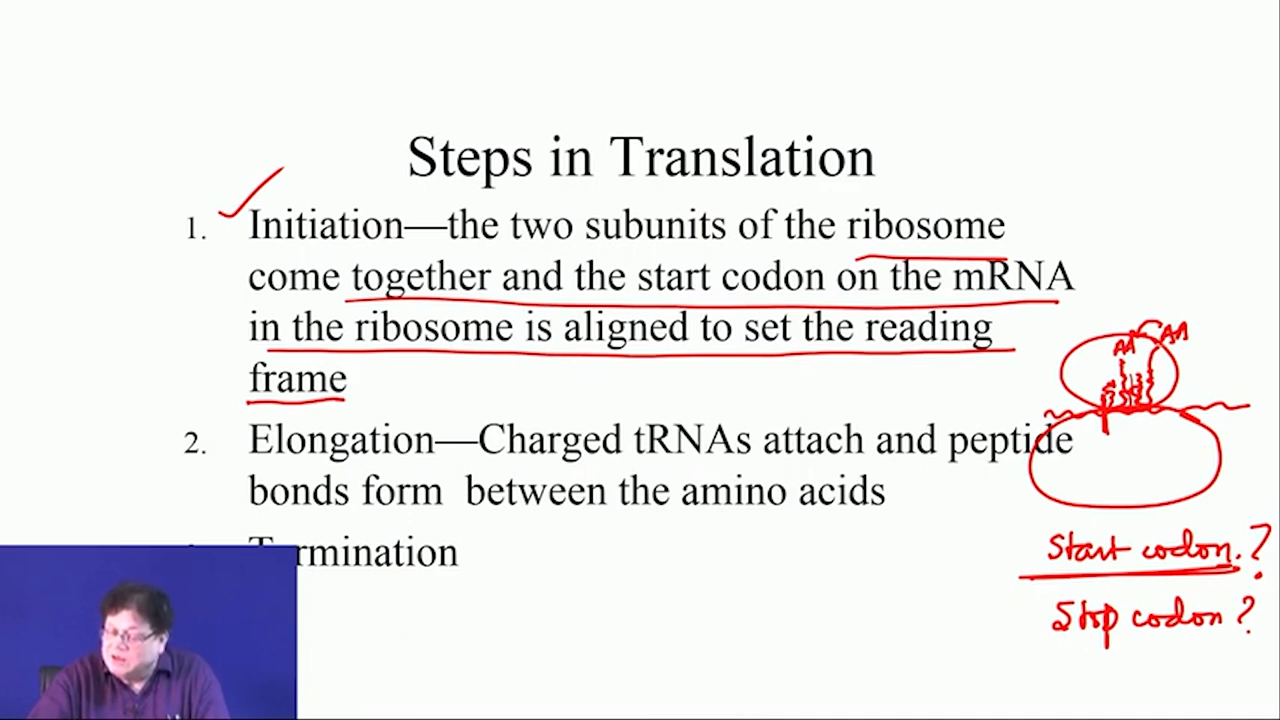 Steps in Translation
1. Initiation—the two subunits of the ribosome
come together and the start codon on the mRNA
in the ribosome is aligned to set the reading
frame
2. Elongation—Charged tRNAs attach and peptide
bonds form between the amino acids
Termination
AA AA
Start codon.?
Stop codon?